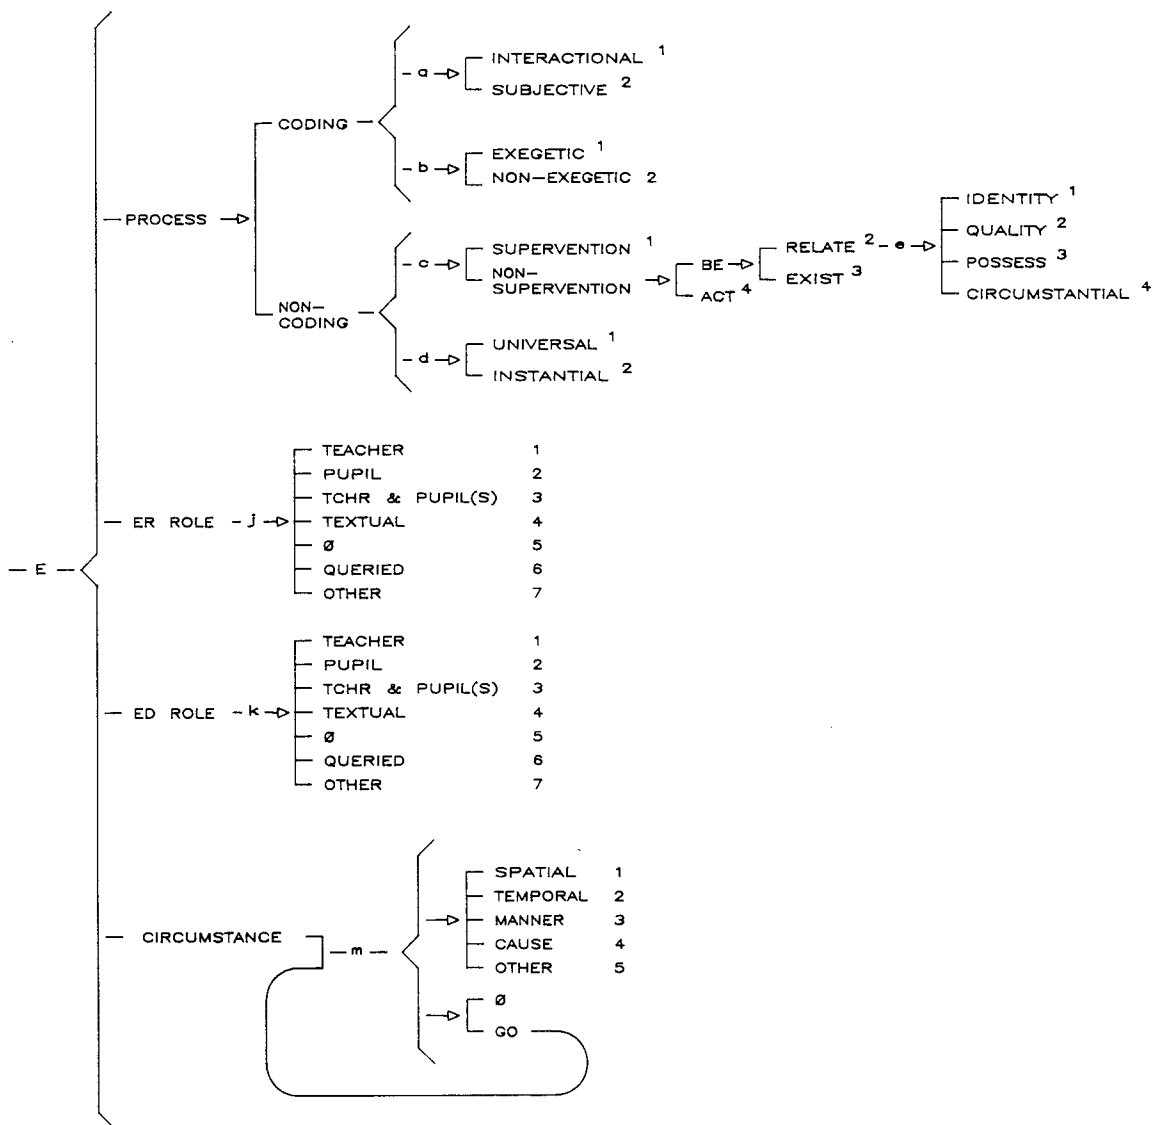 INTERACTIONAL 1
a
SUBJECTIVE 2
CODING
EXEGETIC 1
b
NON-EXEGETIC 2
PROCESS
SUPERVENTION 1
c
NON-
SUPERVENTION
BE
ACT 4
RELATE 2
EXIST 3
e
IDENTITY 1
QUALITY 2
POSSESS 3
CIRCUMSTANTIAL 4
NON-
CODING
UNIVERSAL 1
d
INSTANTIAL 2
TEACHER 1
PUPIL 2
TCHR & PUPIL(S) 3
ER ROLE j TEXTUAL 4
Ø 5
E
QUERIED 6
OTHER 7
TEACHER 1
PUPIL 2
TCHR & PUPIL(S) 3
ED ROLE k TEXTUAL 4
Ø 5
QUERIED 6
OTHER 7
SPATIAL 1
TEMPORAL 2
MANNER 3
CIRCUMSTANCE
m
CAUSE 4
OTHER 5
Ø
GO